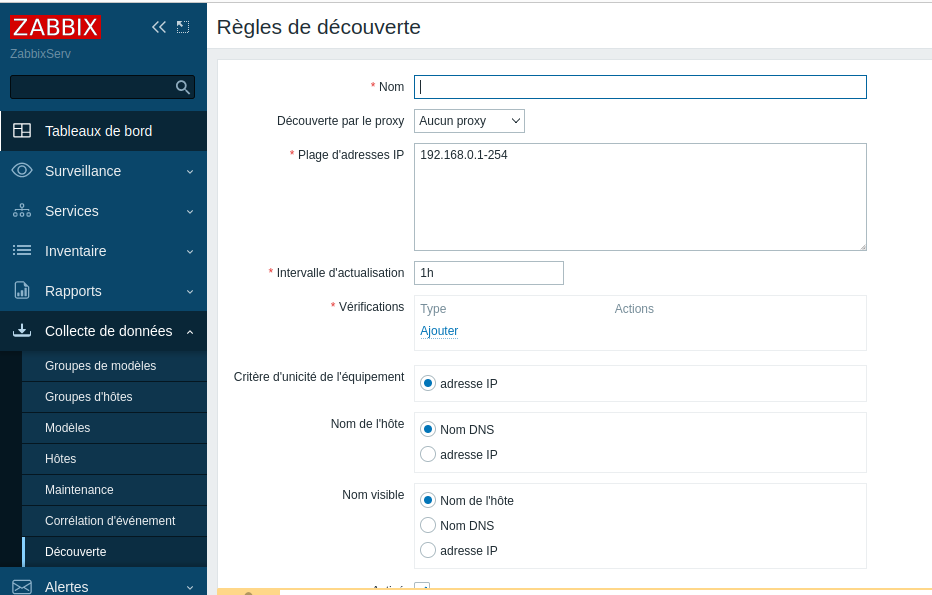 ZABBIX
ZabbixServ
Tableaux de bord
Surveillance
Services
Inventaire
Rapports
Collecte de données
Groupes de modèles
Groupes d'hôtes
Modèles
Hôtes
Maintenance
Corrélation d'événement
Découverte
Alertes
Règles de découverte
* Nom
Découverte par le proxy Aucun proxy
* Plage d'adresses IP 192.168.0.1-254
* Intervalle d'actualisation 1h
* Vérifications Type Actions
Ajouter
Critère d'unicité de l'équipement adresse IP
Nom de l'hôte Nom DNS
adresse IP
Nom visible Nom de l'hôte
Nom DNS
adresse IP